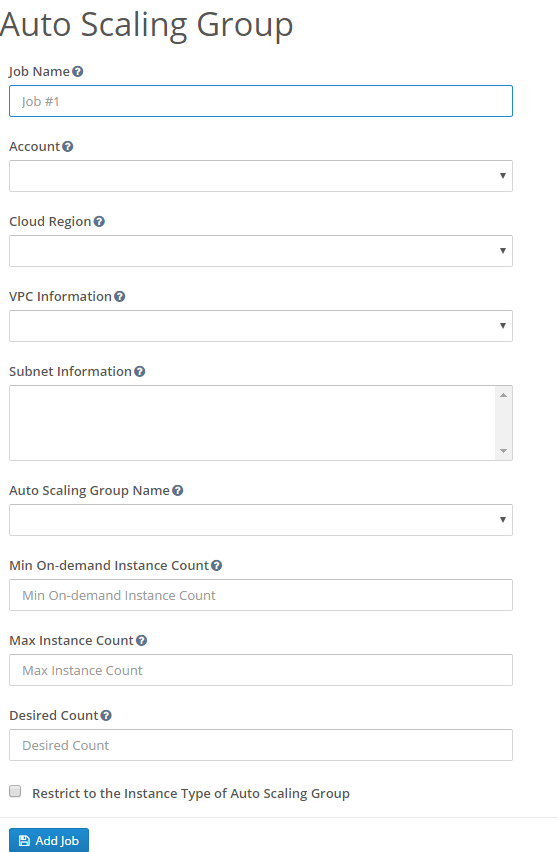 Auto Scaling Group
Job Name
Job #1
Account
Cloud Region
VPC Information
Subnet Information
Auto Scaling Group Name
Min On-demand Instance Count
Min On-demand Instance Count
Max Instance Count
Max Instance Count
Desired Count
Desired Count
Restrict to the Instance Type of Auto Scaling Group
Add Job